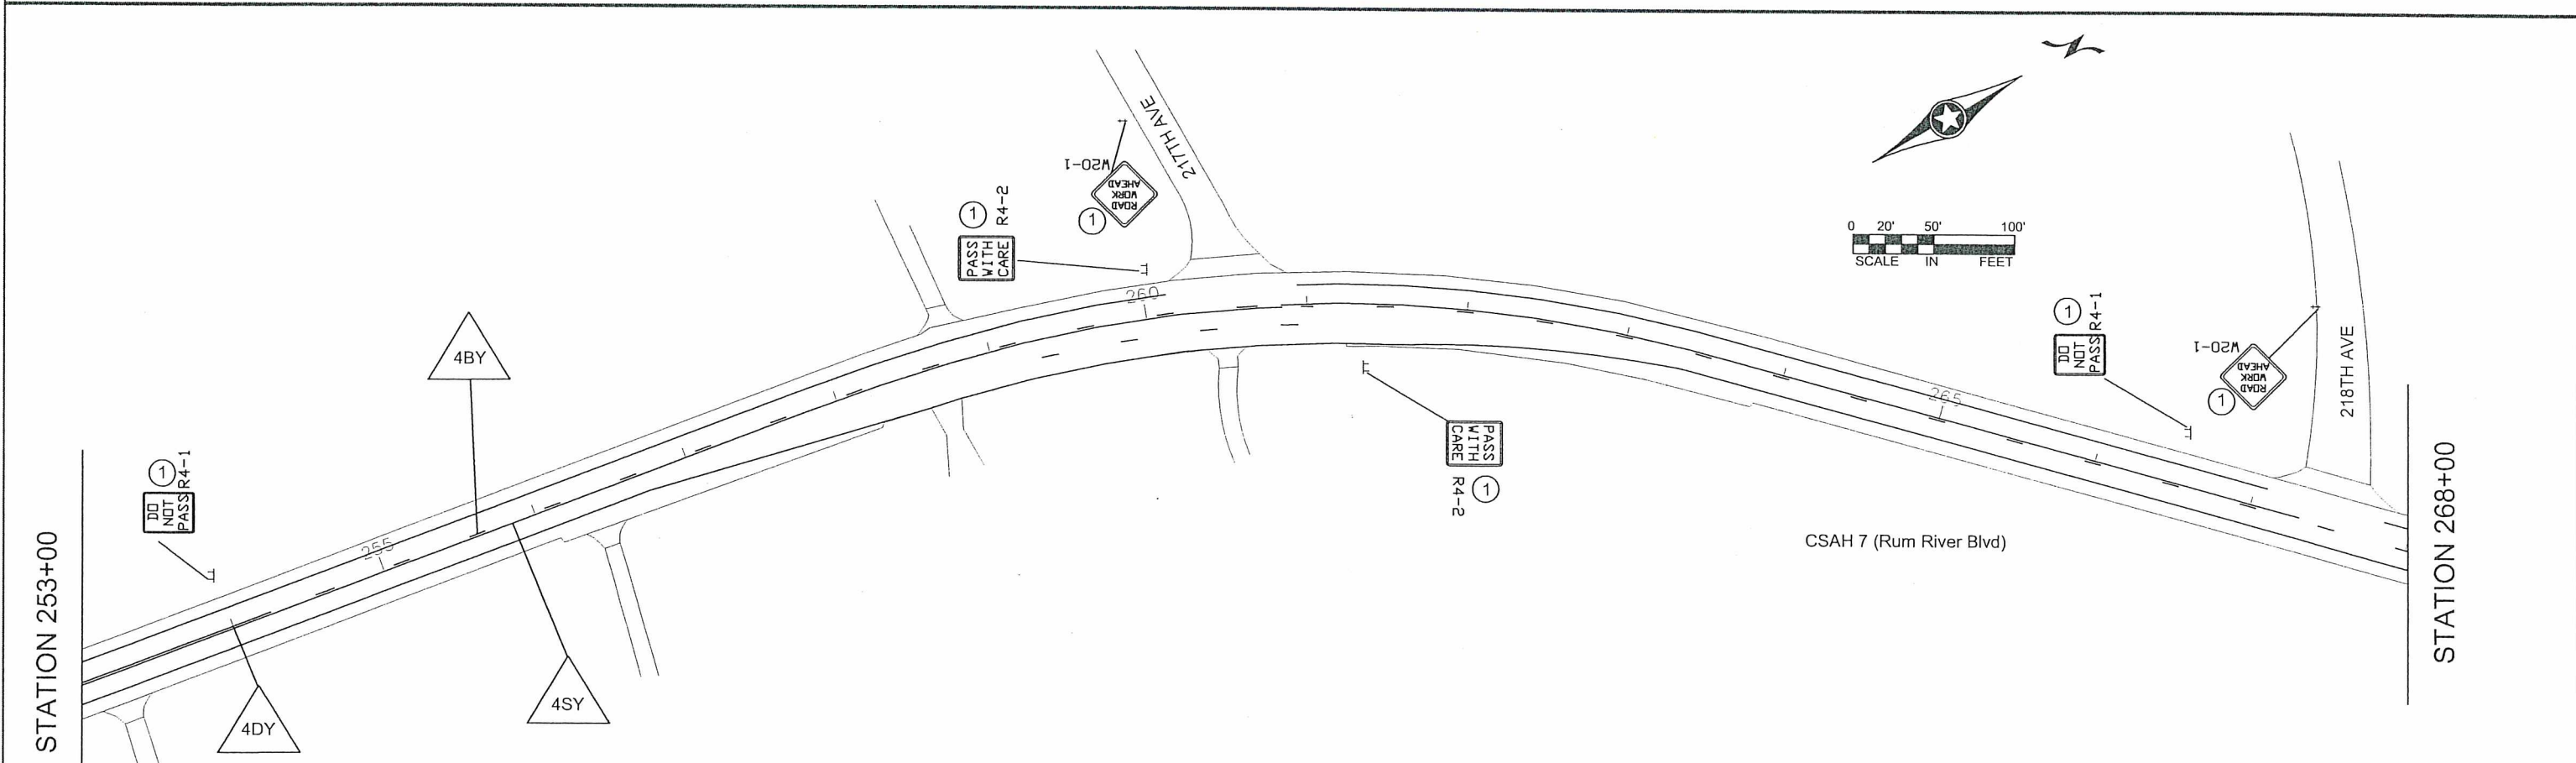 STATION 253+00
1
DO
NOT
PASS
R4-1
4DY
255
4BY
4SY
1
R4-2
PASS
WITH
CARE
W20-1
ROAD
WORK
AHEAD
1
217TH AVE
260
PASS
WITH
CARE
R4-2
1
0 20' 50' 100'
SCALE IN FEET
CSAH 7 (Rum River Blvd)
265
1
DO
NOT
PASS
R4-1
W20-1
ROAD
WORK
AHEAD
1
218TH AVE
STATION 268+00